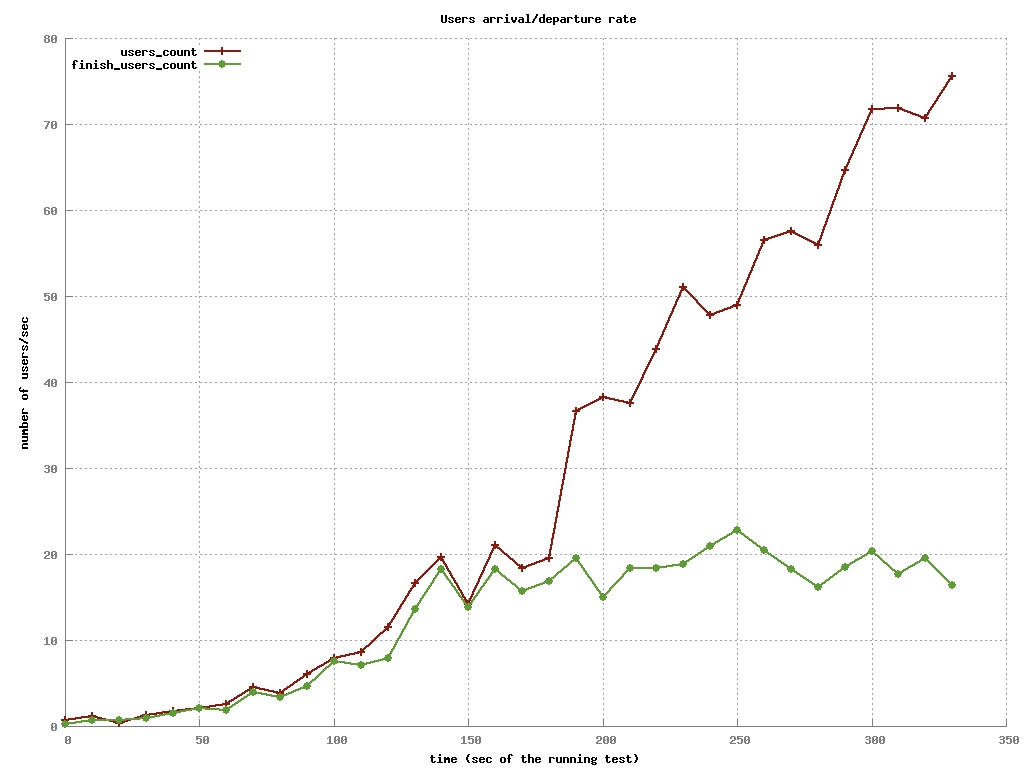 Users arrival/departure rate
users_count
finish_users_count
80
70
60
50
40
30
20
10
0
number of users/sec
0 50 100 150 200 250 300 350
time (sec of the running test)